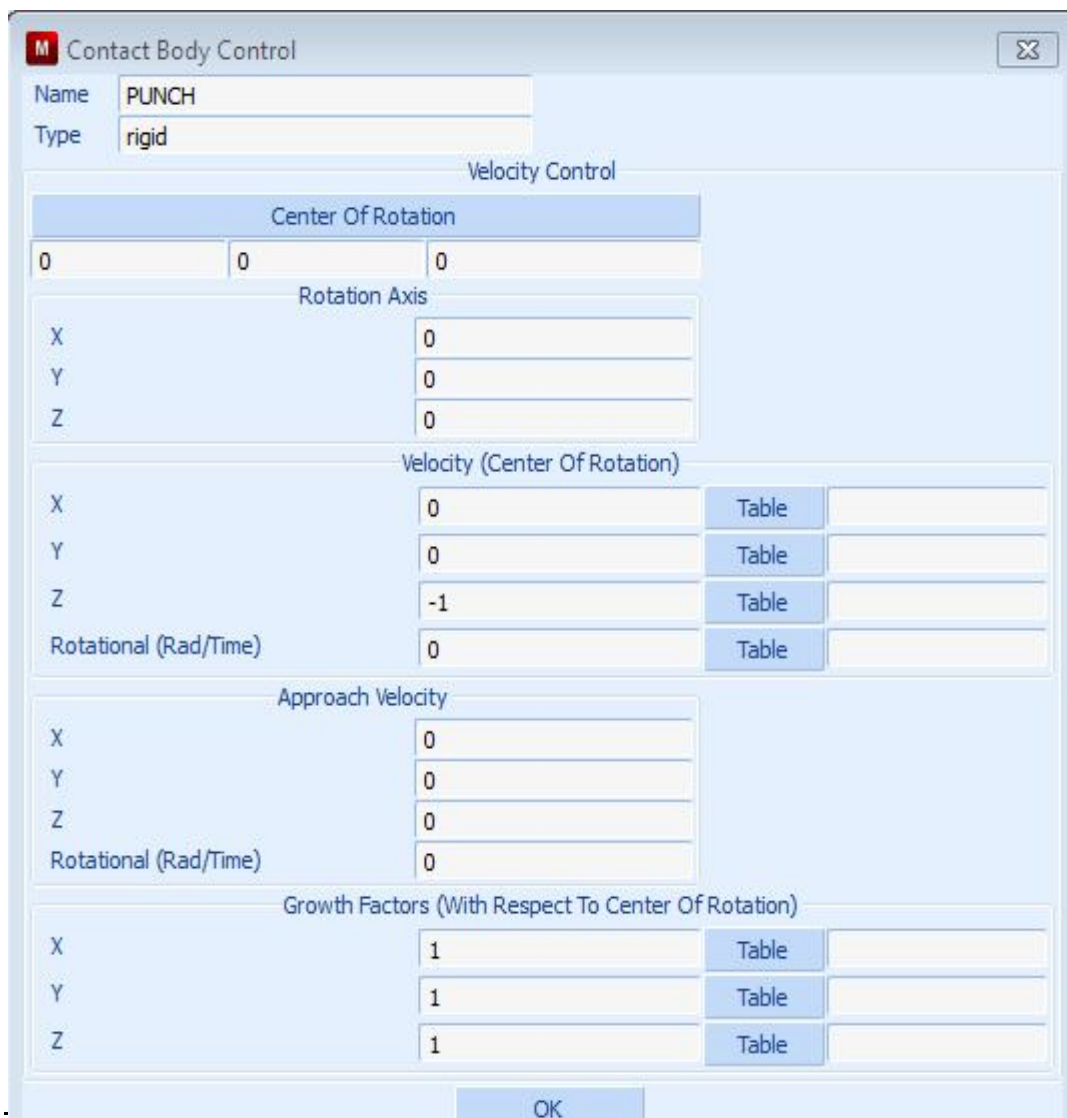 M Contact Body Control
Name PUNCH
Type rigid
Velocity Control
Center Of Rotation
0 0 0
Rotation Axis
X 0
Y 0
Z 0
Velocity (Center Of Rotation)
X 0 Table
Y 0 Table
Z -1 Table
Rotational (Rad/Time) 0 Table
Approach Velocity
X 0
Y 0
Z 0
Rotational (Rad/Time) 0
Growth Factors (With Respect To Center Of Rotation)
X 1 Table
Y 1 Table
Z 1 Table
OK